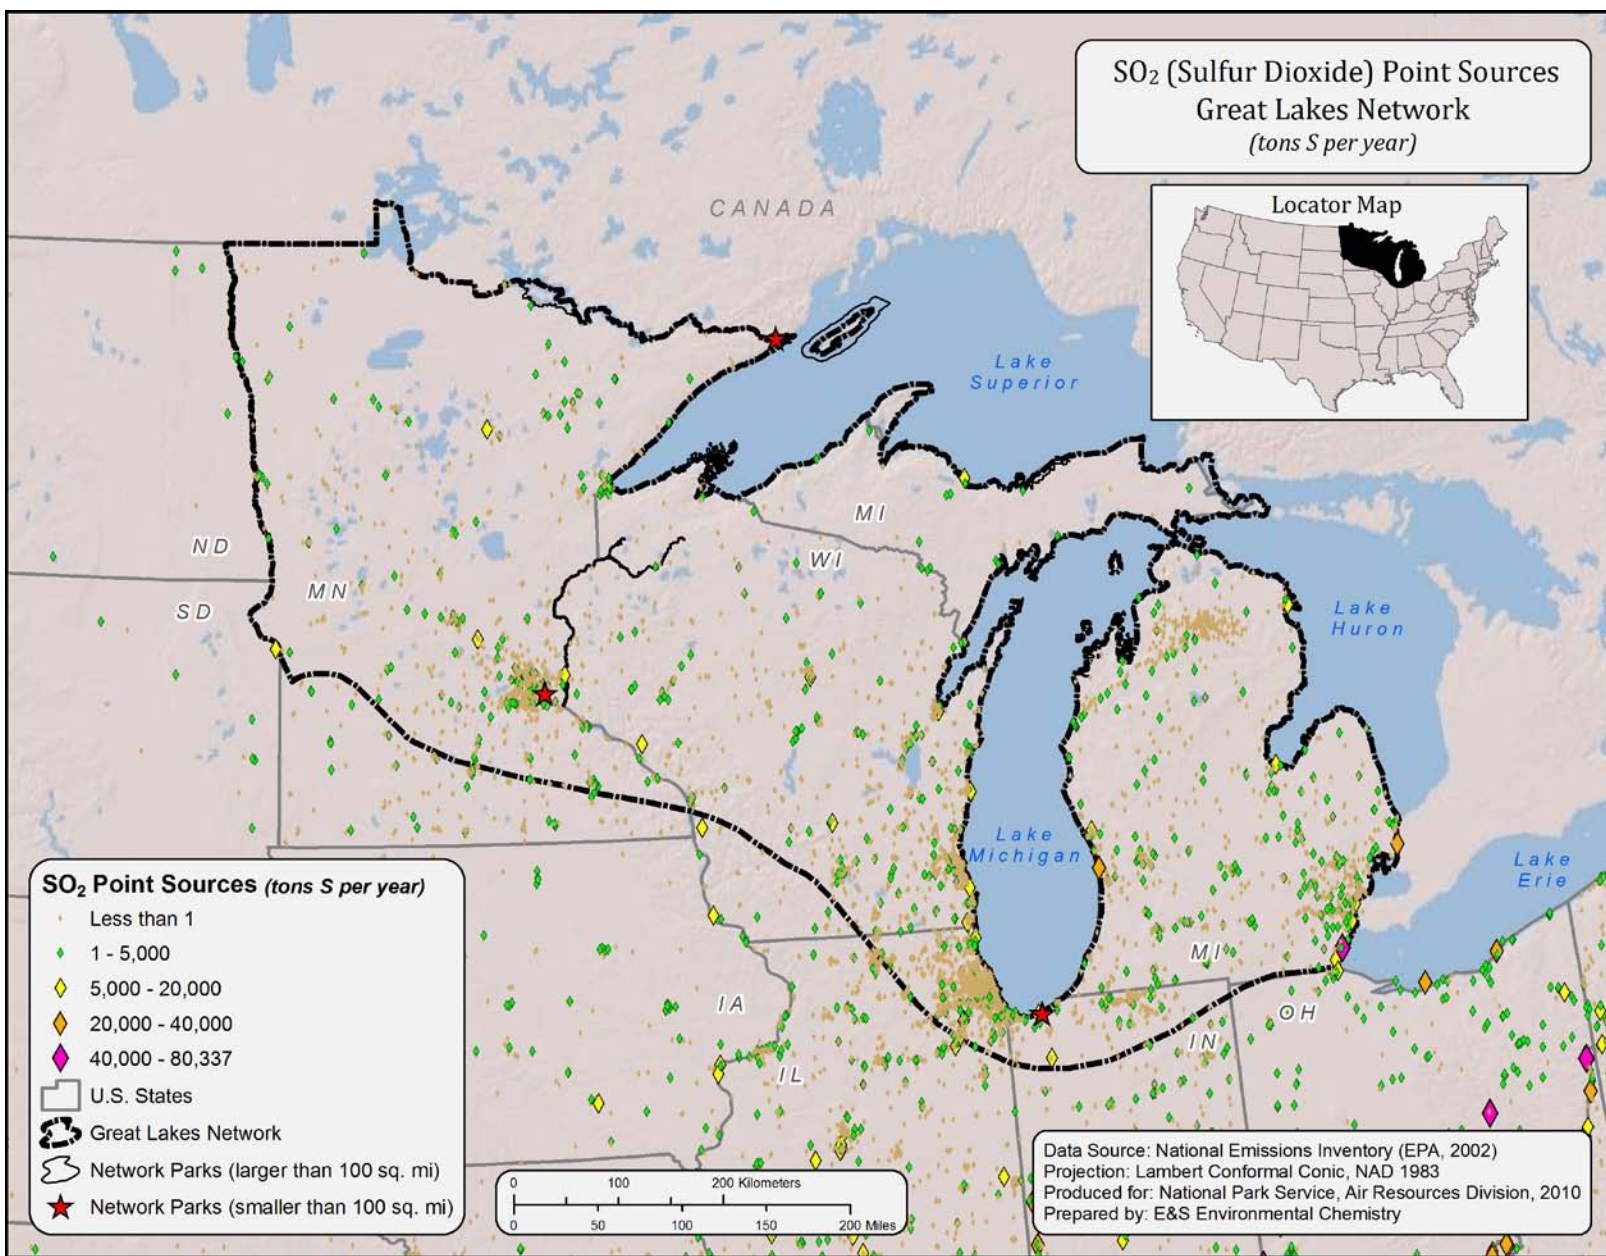 SO2 (Sulfur Dioxide) Point Sources
Great Lakes Network
(tons S per year)
Locator Map
CANADA
Lake
Superior
ND
SD
MN
MI
WI
Lake
Huron
Lake
Michigan
Lake
Erie
MI
IA
IL
IN
OH
SO2 Point Sources (tons S per year)
Less than 1
1 - 5,000
5,000 - 20,000
20,000 - 40,000
40,000 - 80,337
U.S. States
Great Lakes Network
Network Parks (larger than 100 sq. mi)
Network Parks (smaller than 100 sq. mi)
0 100 200 Kilometers
0 50 100 150 200 Miles
Data Source: National Emissions Inventory (EPA, 2002)
Projection: Lambert Conformal Conic, NAD 1983
Produced for: National Park Service, Air Resources Division, 2010
Prepared by: E&S Environmental Chemistry